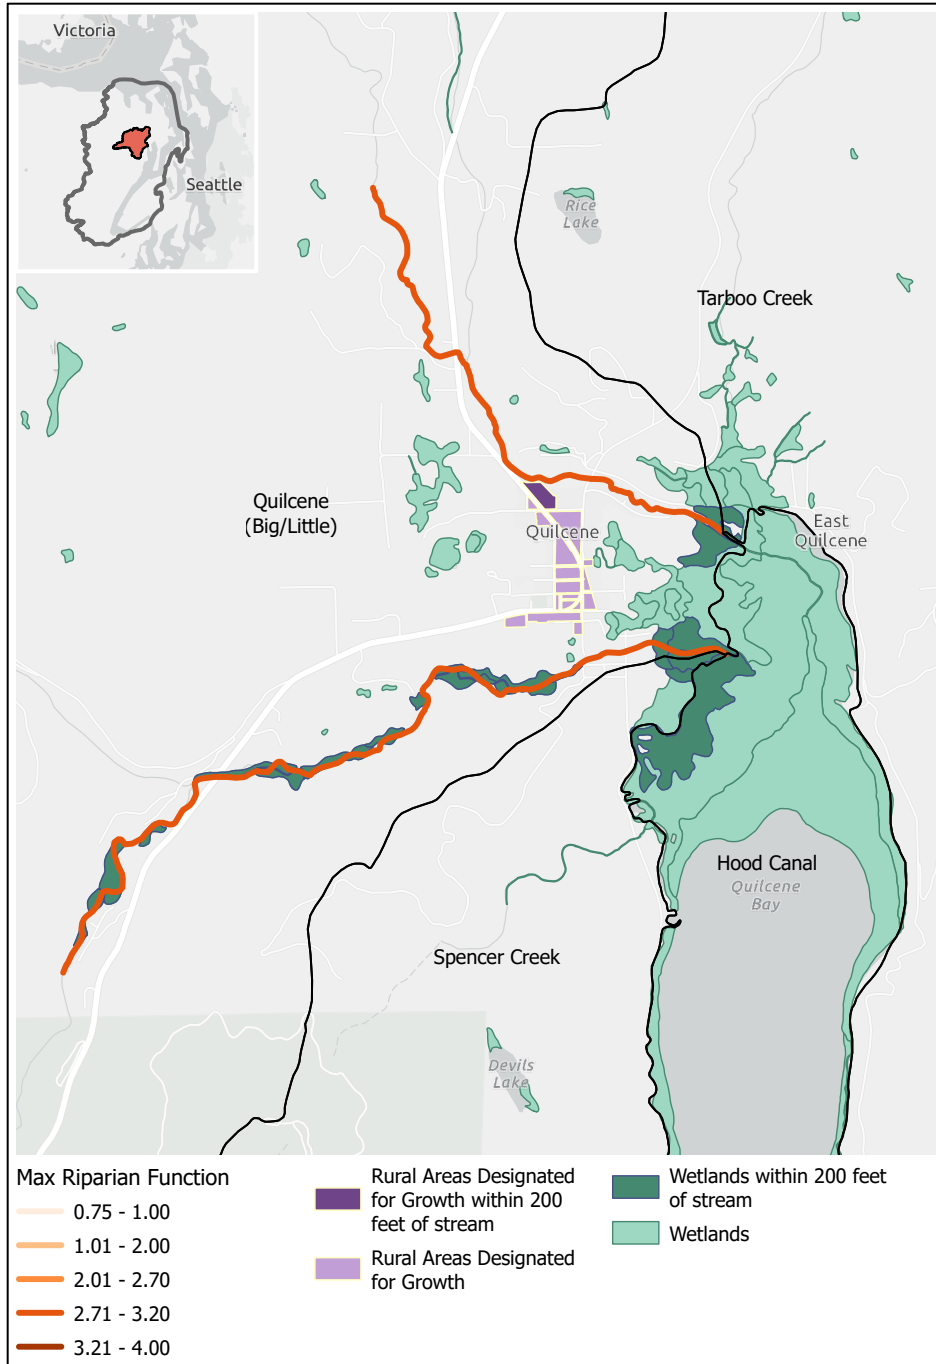 Victoria
Seattle
Rice
Lake
Tarboo Creek
Quilcene
(Big/Little)
Quilcene
East
Quilcene
Hood Canal
Quilcene
Bay
Spencer Creek
Devils
Lake
Max Riparian Function
0.75 - 1.00
1.01 - 2.00
2.01 - 2.70
2.71 - 3.20
3.21 - 4.00
Rural Areas Designated
for Growth within 200
feet of stream
Rural Areas Designated
for Growth
Wetlands within 200 feet
of stream
Wetlands